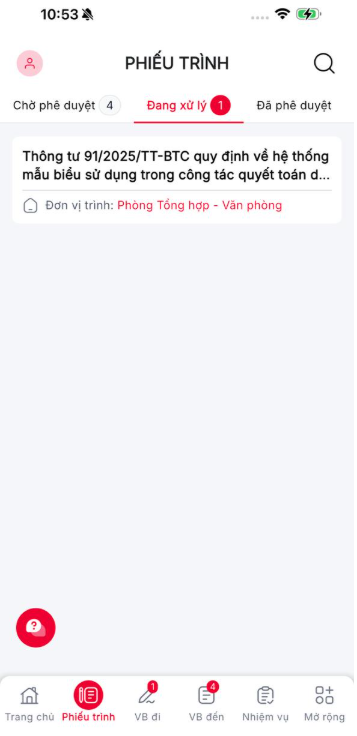 10:53
PHIẾU TRÌNH
Chờ phê duyệt 4 Đang xử lý 1 Đã phê duyệt
Thông tư 91/2025/TT-BTC quy định về hệ thống
mẫu biểu sử dụng trong công tác quyết toán d...
Đơn vị trình: Phòng Tổng hợp - Văn phòng
1 4
Trang chủ Phiếu trình VB đi VB đến Nhiệm vụ Mở rộng